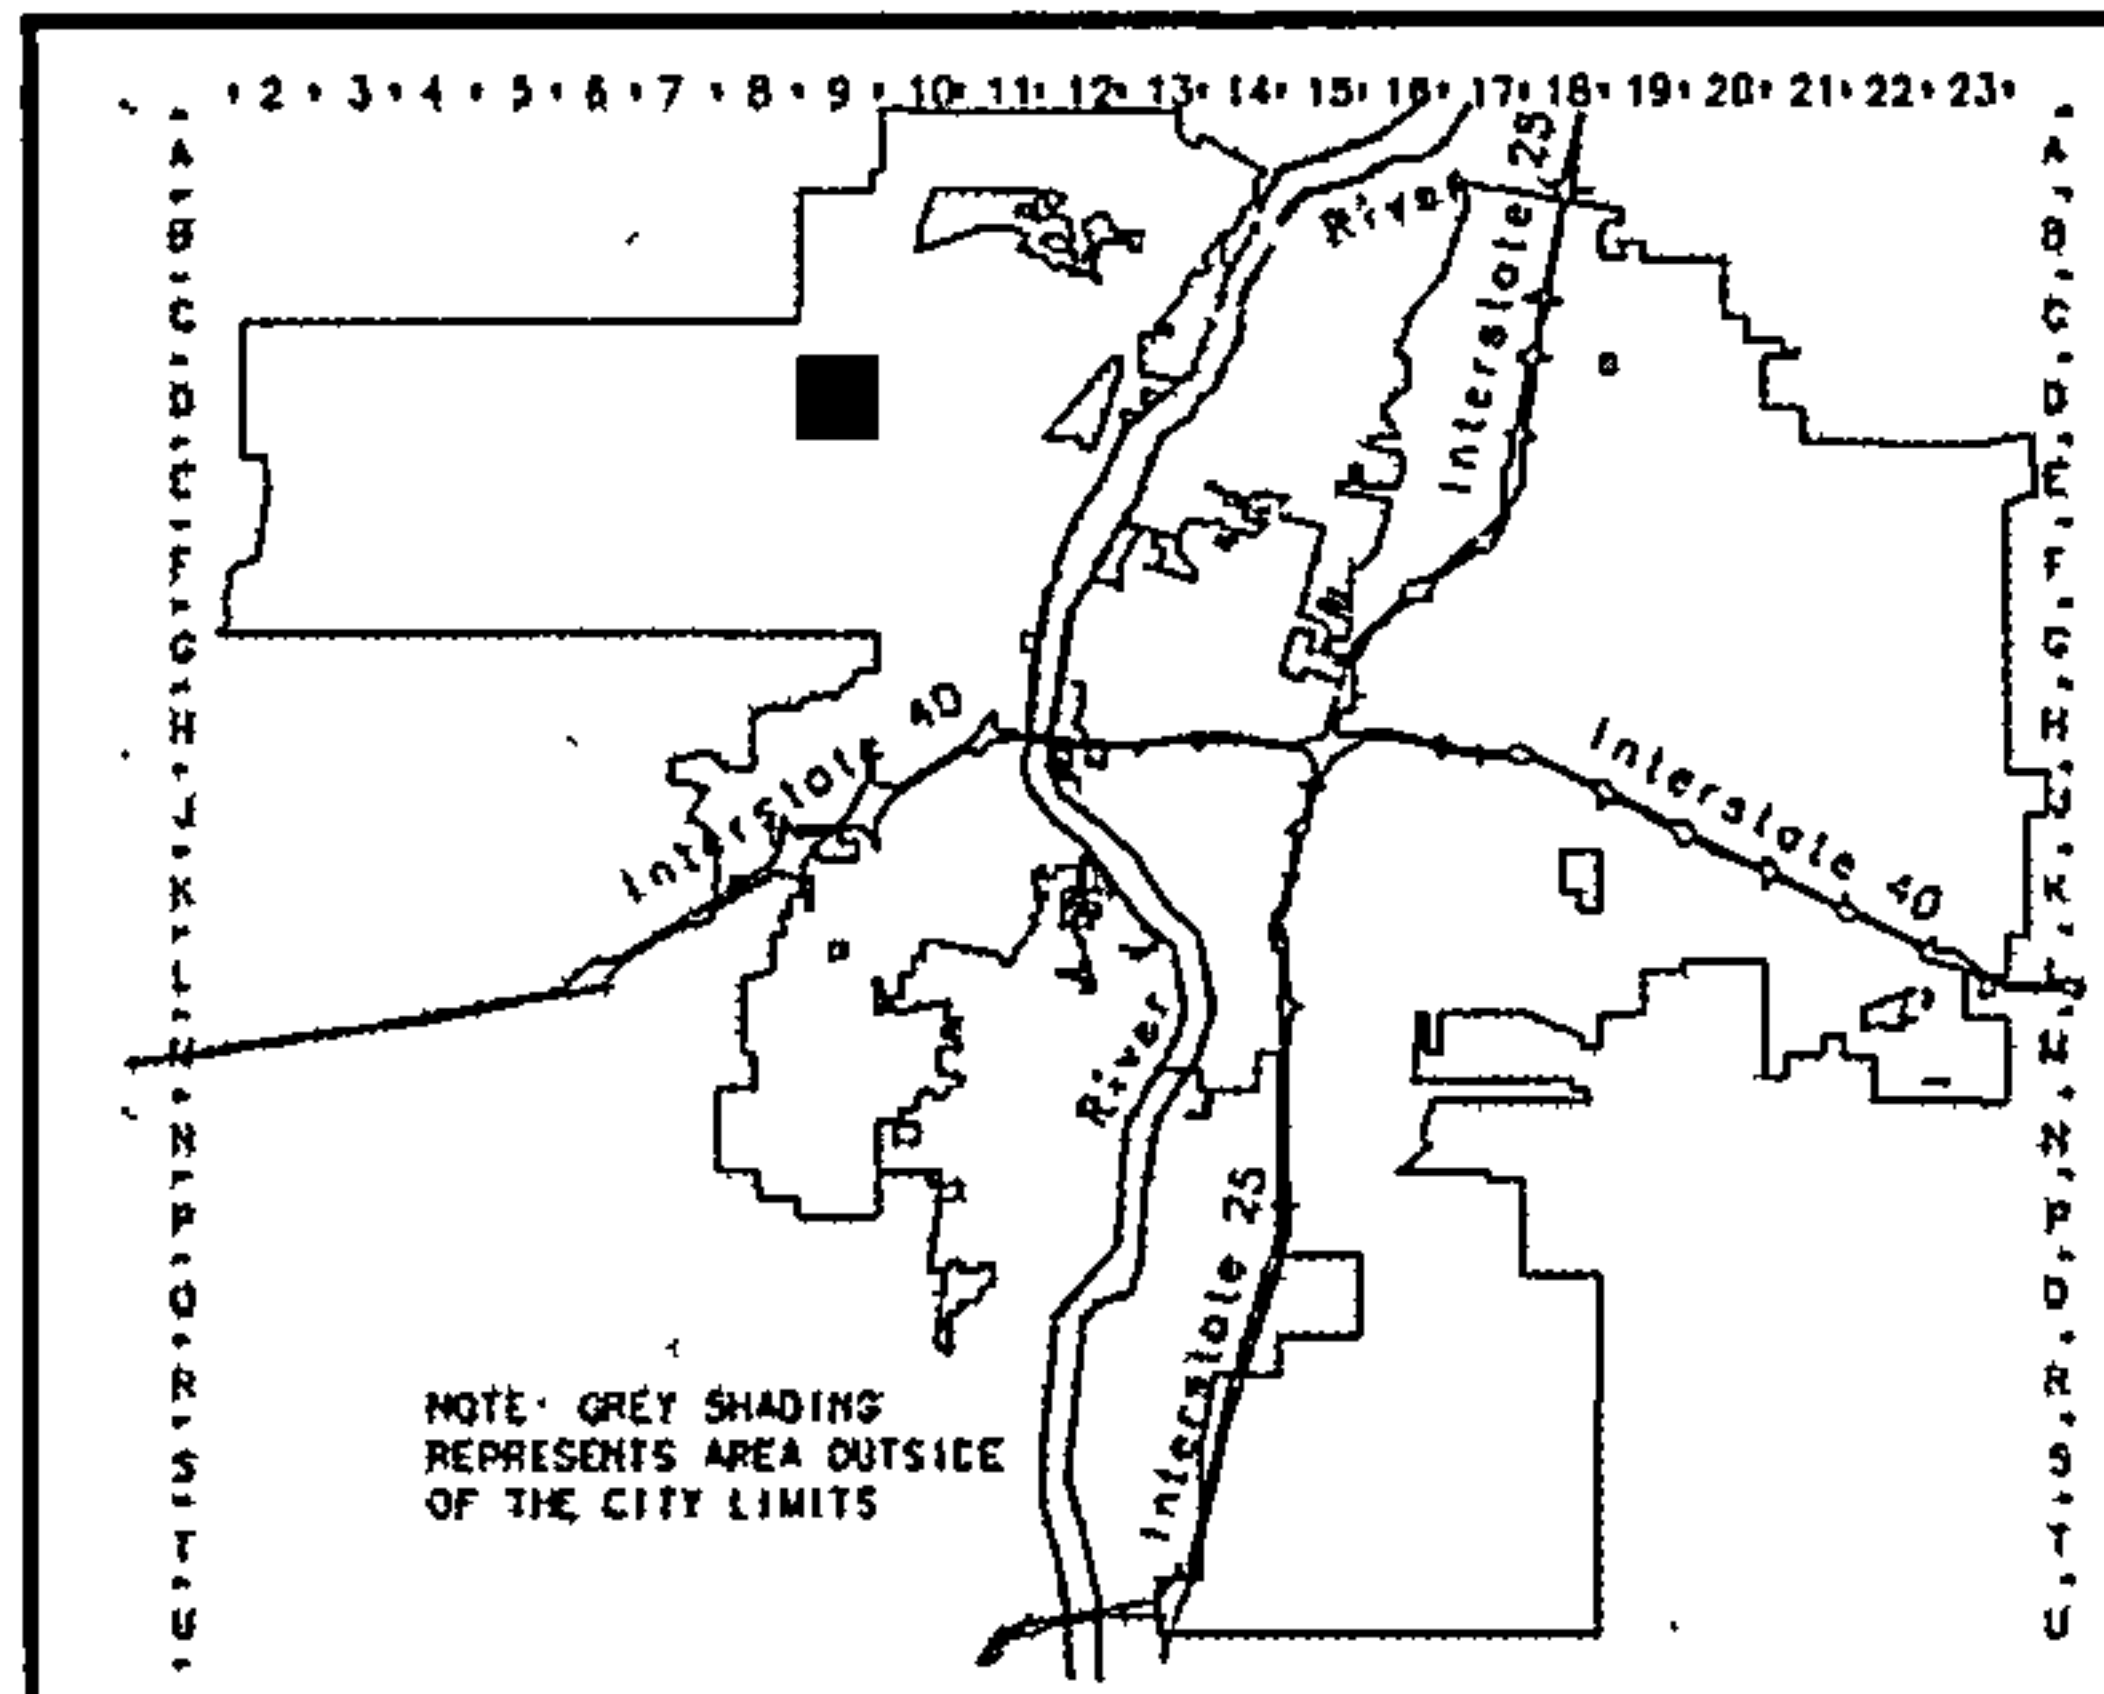 2 3 4 5 6 7 8 9 10 11 12 13 14 15 16 17 18 19 20 21 22 23
A A
B B
C C
D D
E E
F F
G G
H H
J J
K K
L L
M M
N N
P P
Q Q
R R
S S
T T
U U
River
Interstate 25
Interstate 40
Interstate 40
River
Interstate 25
NOTE: GREY SHADING
REPRESENTS AREA OUTSIDE
OF THE CITY LIMITS